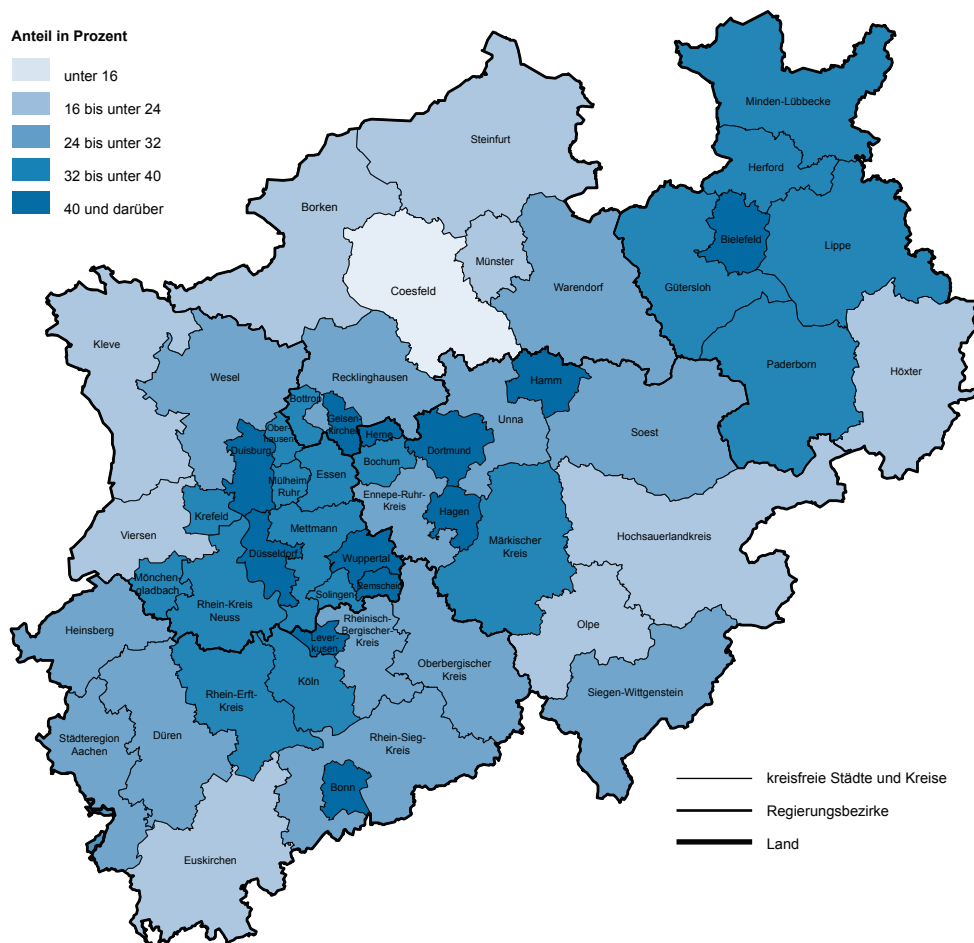 Anteil in Prozent
unter 16
16 bis unter 24
24 bis unter 32
32 bis unter 40
40 und darüber
Minden-Lübbecke
Steinfurt
Herford
Borken
Bielefeld
Lippe
Münster
Coesfeld
Warendorf
Gütersloh
Kleve
Paderborn
Höxter
Wesel
Recklinghausen
Hamm
Bottrop
Gelsen-
kirchen
Unna
Soest
Ober-
hausen
Herne
Duisburg
Dortmund
Bochum
Essen
Mülheim
Ruhr
Ennepe-Ruhr-
Kreis
Hagen
Krefeld
Viersen
Mettmann
Hochsauerlandkreis
Märkischer
Kreis
Düsseldorf
Wuppertal
Mönchen-
gladbach
Remscheid
Solingen
Rhein-Kreis
Neuss
Rheinisch-
Bergischer-
Kreis
Heinsberg
Olpe
Lever-
kusen
Oberbergischer
Kreis
Köln
Rhein-Erft-
Kreis
Siegen-Wittgenstein
Düren
Städteregion
Aachen
Rhein-Sieg-
Kreis
Bonn
Euskirchen
kreisfreie Städte und Kreise
Regierungsbezirke
Land